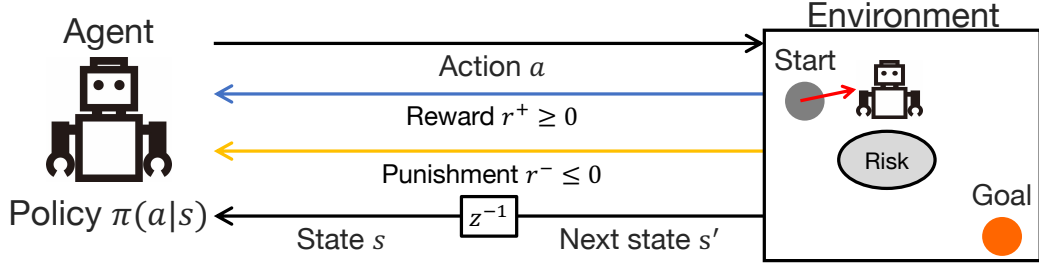 Environment
Agent
Start
Action a
Reward r⁺ ≥ 0
Risk
Punishment r⁻ ≤ 0
Goal
Policy π(a|s)
z⁻¹
State s
Next state s′